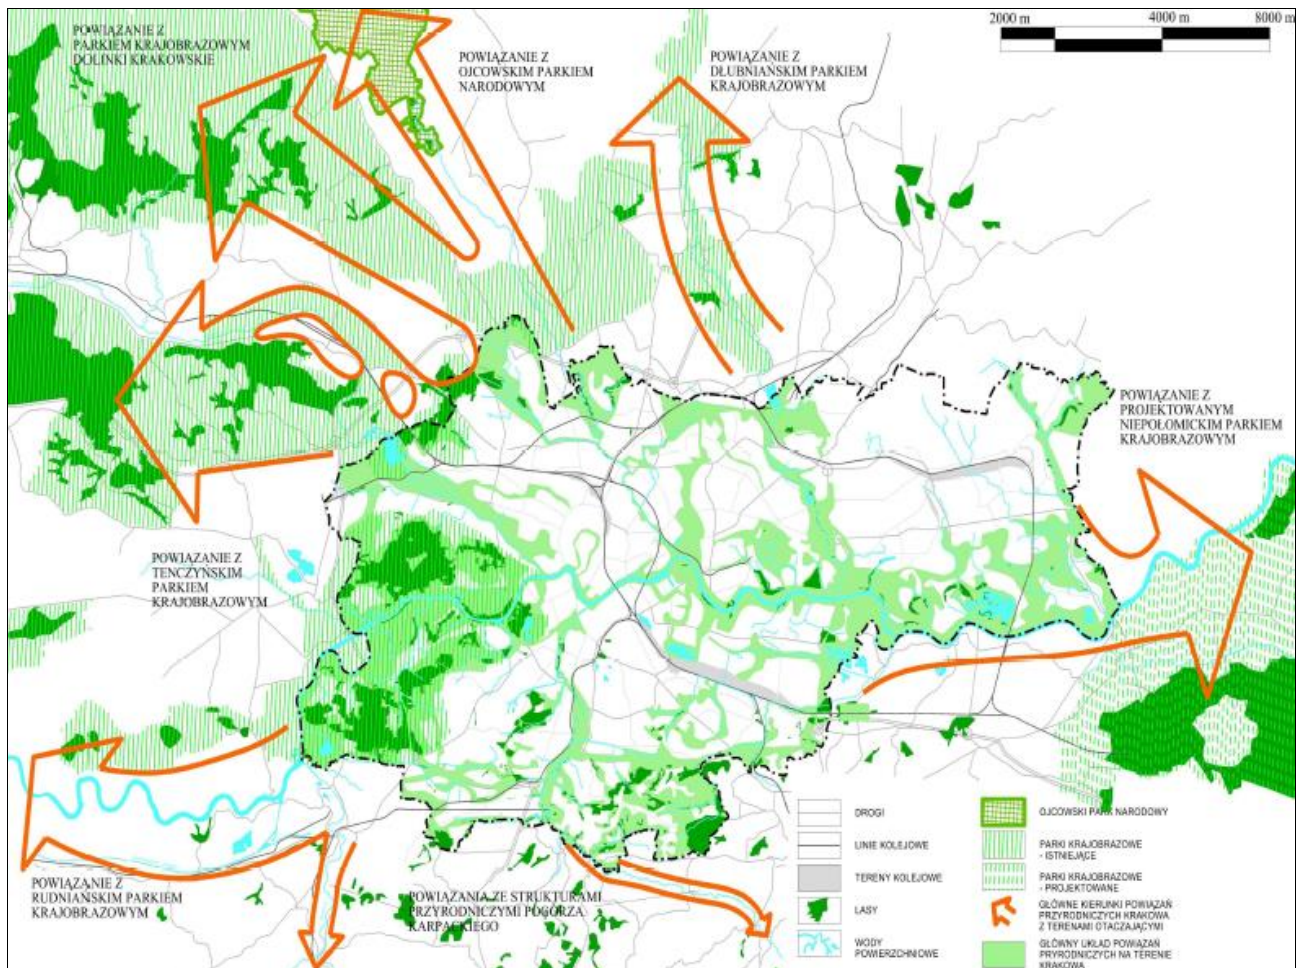 2000 m
4000 m
8000 m
POWIĄZANIE Z
PARKIEM KRAJOBRAZOWYM
DOLINKI KRAKOWSKIE
POWIĄZANIE Z
OJCOWSKIM PARKIEM
NARODOWYM
POWIĄZANIE Z
DŁUBNIAŃSKIM PARKIEM
KRAJOBRAZOWYM
POWIĄZANIE Z
PROJEKTOWANYM
NIEPOŁOMICKIM PARKIEM
KRAJOBRAZOWYM
POWIĄZANIE Z
TENCZYŃSKIM
PARKIEM
KRAJOBRAZOWYM
POWIĄZANIE Z
RUDNIAŃSKIM PARKIEM
KRAJOBRAZOWYM
POWIĄZANIA ZE STRUKTURAMI
PRZYRODNICZYMI POGÓRZA
KARPACKIEGO
DROGI
LINIE KOLEJOWE
TERENY KOLEJOWE
LASY
WODY
POWIERZCHNIOWE
OJCOWSKI PARK NARODOWY
PARKI KRAJOBRAZOWE
- ISTNIEJĄCE
PARKI KRAJOBRAZOWE
- PROJEKTOWANE
GŁÓWNE KIERUNKI POWIĄZAŃ
PRZYRODNICZYCH KRAKOWA
Z TERENAMI OTACZAJĄCYMI
GŁÓWNY UKŁAD POWIĄZAŃ
PRYRODNICZYCH NA TERENIE
KRAKOWA